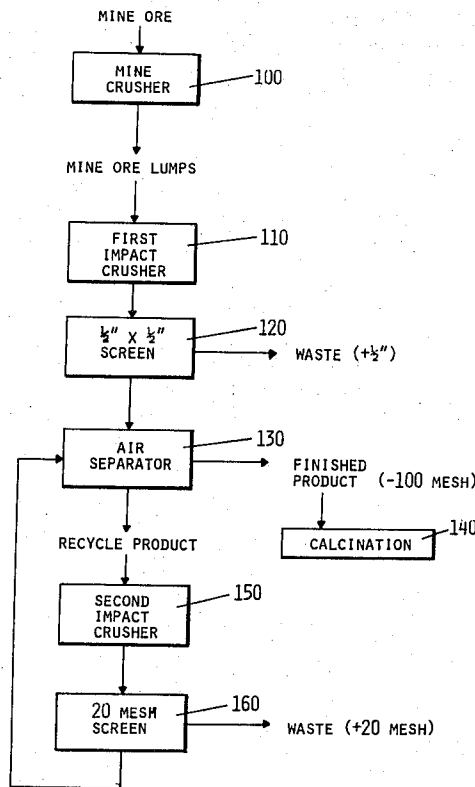 MINE ORE
MINE
CRUSHER
100
MINE ORE LUMPS
FIRST
IMPACT
CRUSHER
110
½" X ½"
SCREEN
120
WASTE (+½")
AIR
SEPARATOR
130
FINISHED
PRODUCT (-100 MESH)
140
CALCINATION
RECYCLE PRODUCT
SECOND
IMPACT
CRUSHER
150
20 MESH
SCREEN
160
WASTE (+20 MESH)